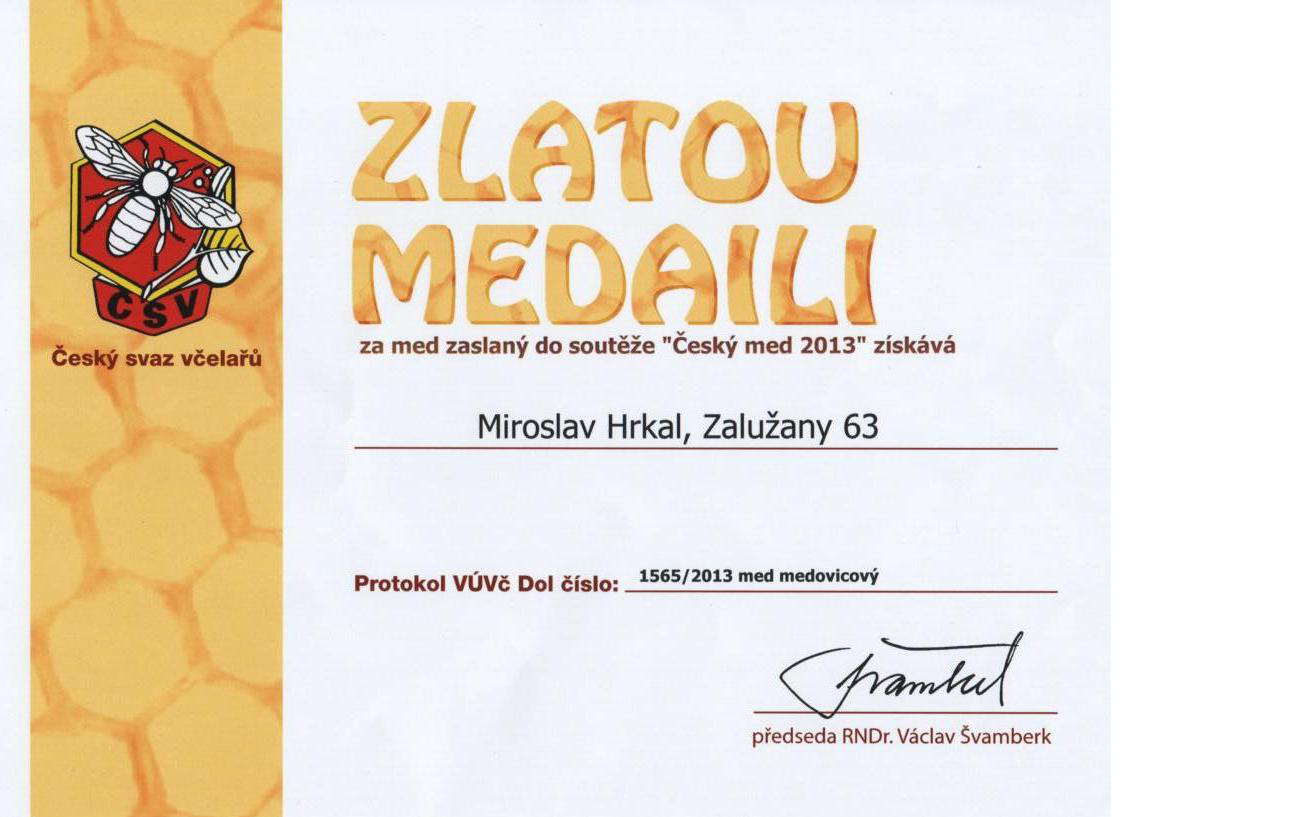 ČSV
Český svaz včelařů
ZLATOU
MEDAILI
za med zaslaný do soutěže "Český med 2013" získává
Miroslav Hrkal, Zalužany 63
Protokol VÚVč Dol číslo: 1565/2013 med medovicový
Švamberk
předseda RNDr. Václav Švamberk